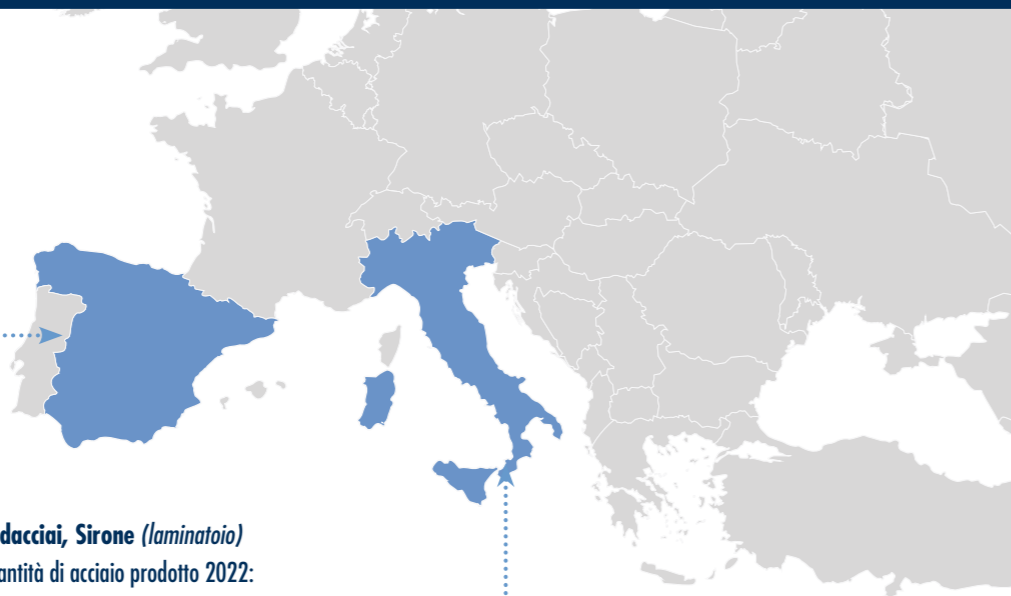 dacciai, Sirone (laminatoio)
antità di acciaio prodotto 2022: